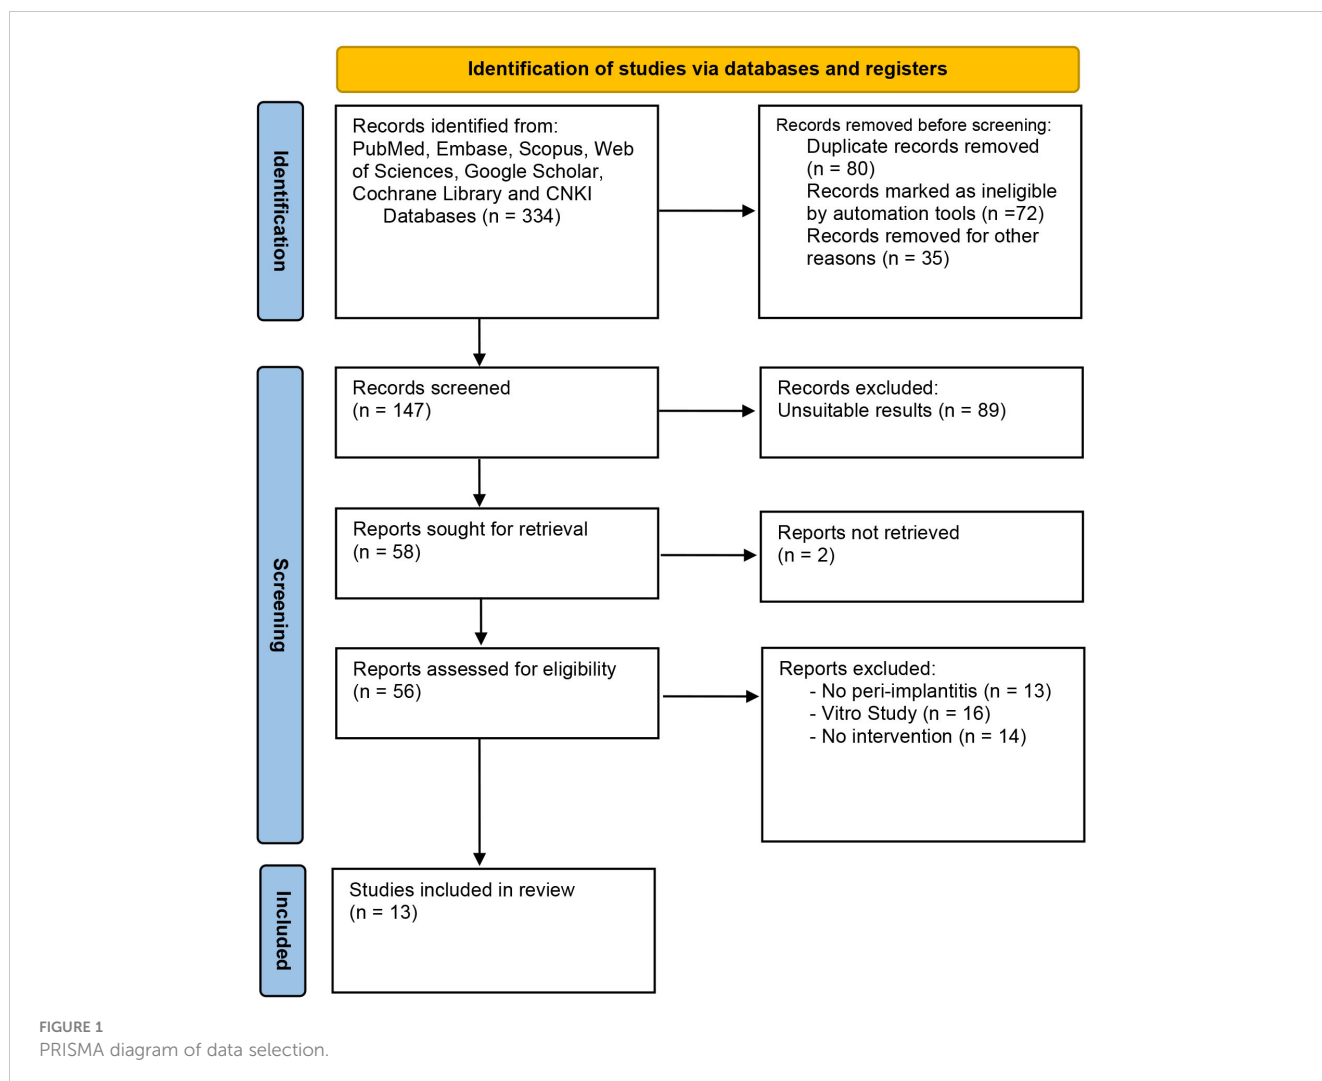 Identification of studies via databases and registers
Identification
Records identified from:
PubMed, Embase, Scopus, Web
of Sciences, Google Scholar,
Cochrane Library and CNKI
Databases (n = 334)
Records removed before screening:
Duplicate records removed
(n = 80)
Records marked as ineligible
by automation tools (n =72)
Records removed for other
reasons (n = 35)
Screening
Records screened
(n = 147)
Records excluded:
Unsuitable results (n = 89)
Reports sought for retrieval
(n = 58)
Reports not retrieved
(n = 2)
Reports assessed for eligibility
(n = 56)
Reports excluded:
- No peri-implantitis (n = 13)
- Vitro Study (n = 16)
- No intervention (n = 14)
Included
Studies included in review
(n = 13)
FIGURE 1
PRISMA diagram of data selection.